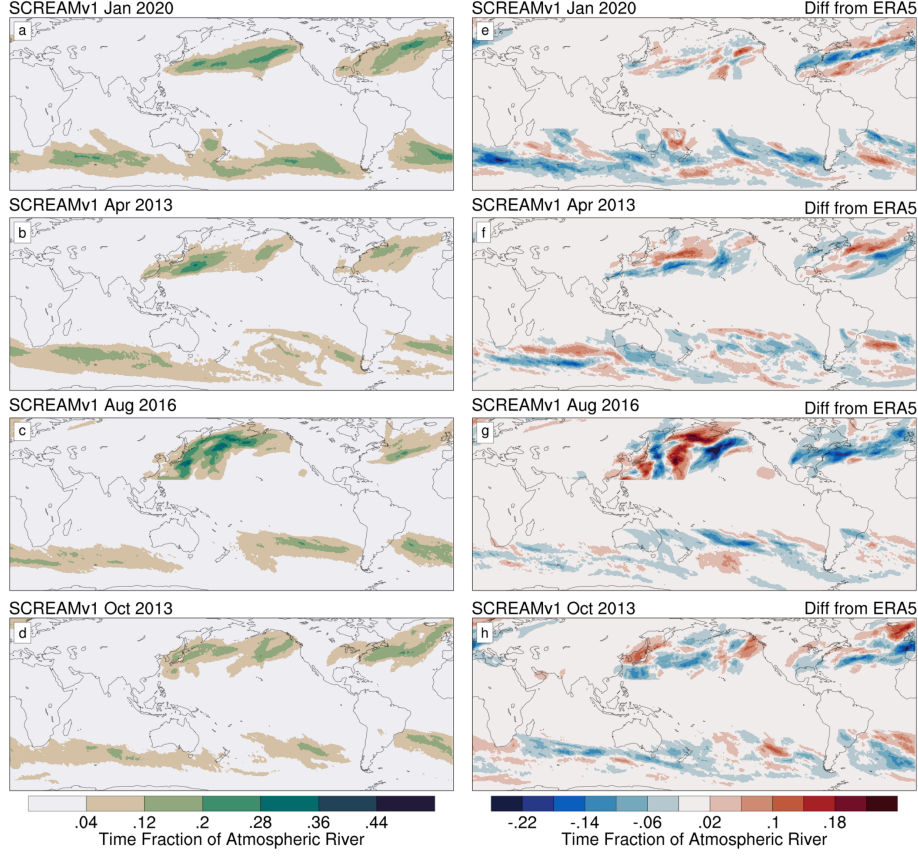 SCREAMv1 Jan 2020
SCREAMv1 Jan 2020 Diff from ERA5
a
e
SCREAMv1 Apr 2013
SCREAMv1 Apr 2013 Diff from ERA5
b
f
SCREAMv1 Aug 2016
SCREAMv1 Aug 2016 Diff from ERA5
c
g
SCREAMv1 Oct 2013
SCREAMv1 Oct 2013 Diff from ERA5
d
h
.04 .12 .2 .28 .36 .44
Time Fraction of Atmospheric River
-.22 -.14 -.06 .02 .1 .18
Time Fraction of Atmospheric River